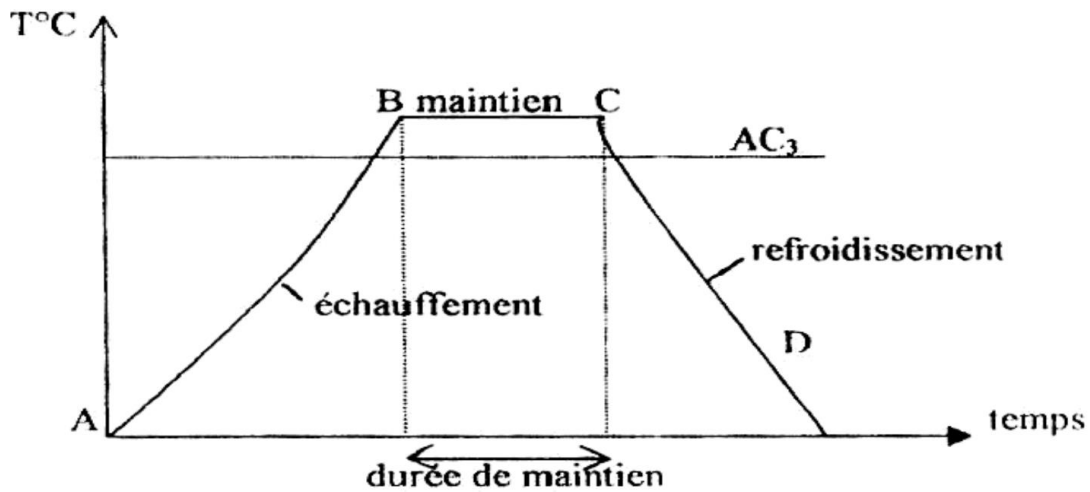 T°C
B maintien C
AC₃
refroidissement
échauffement
D
A
temps
durée de maintien